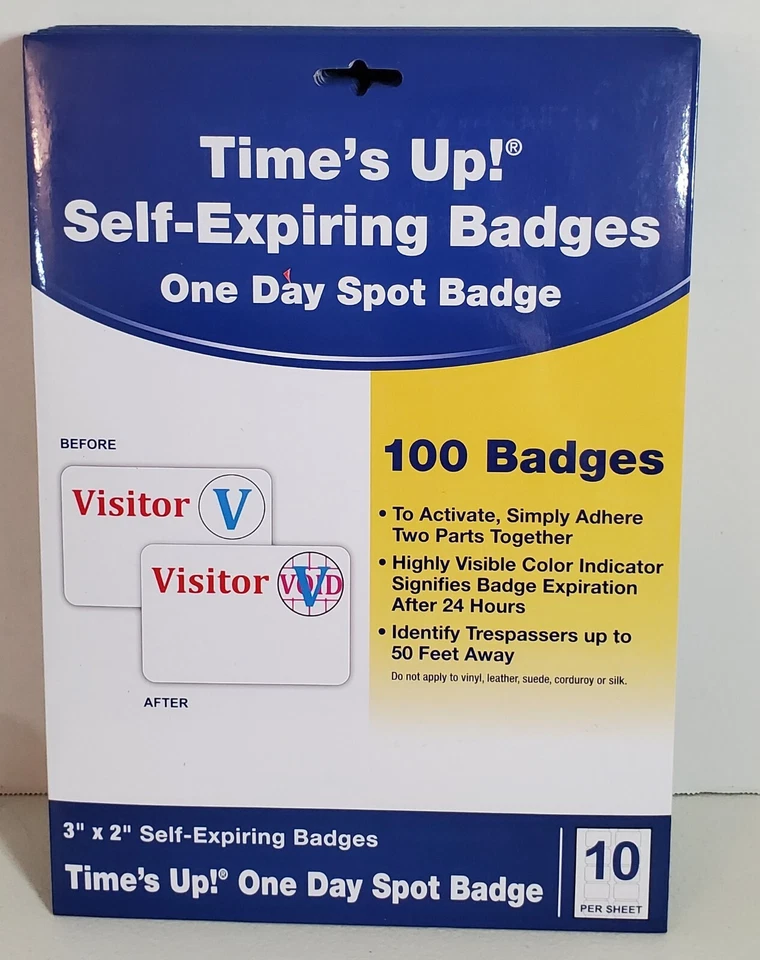 Time's Up!®
Self-Expiring Badges
One Day Spot Badge
BEFORE
Visitor V
Visitor VOID V
AFTER
100 Badges
• To Activate, Simply Adhere
Two Parts Together
• Highly Visible Color Indicator
Signifies Badge Expiration
After 24 Hours
• Identify Trespassers up to
50 Feet Away
Do not apply to vinyl, leather, suede, corduroy or silk.
3" x 2" Self-Expiring Badges
Time's Up!® One Day Spot Badge
10
PER SHEET